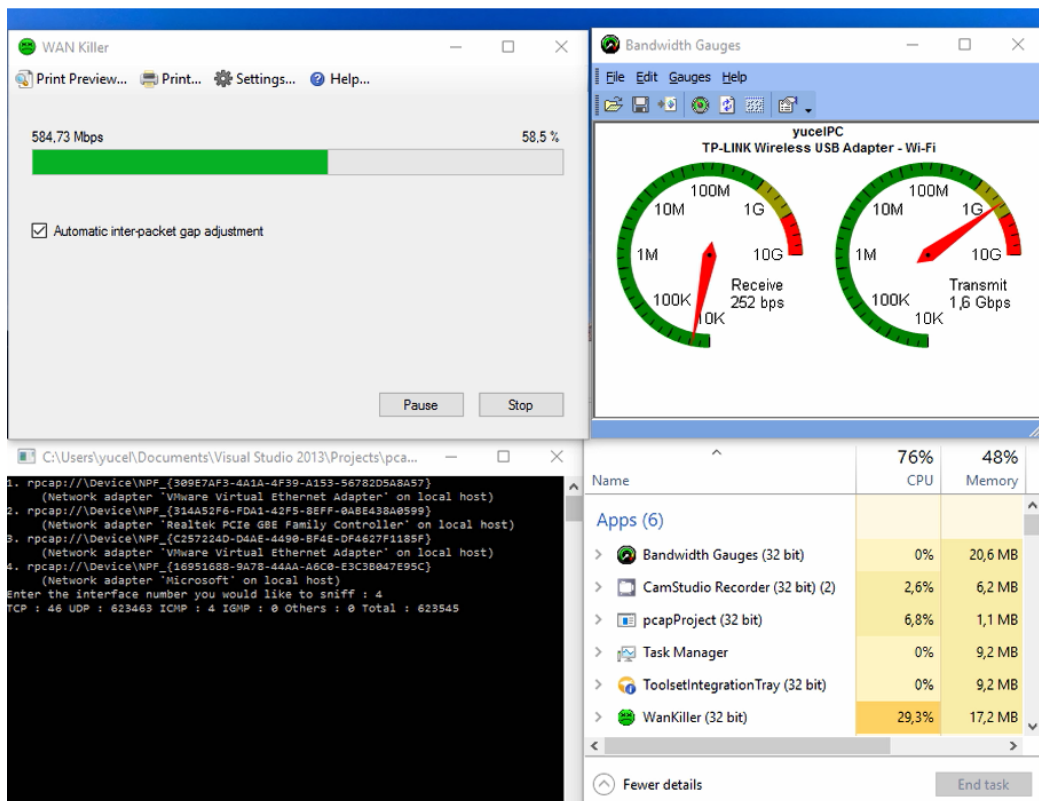 WAN Killer
Print Preview... Print... Settings... Help...
584,73 Mbps 58,5 %
Automatic inter-packet gap adjustment
Pause Stop
Bandwidth Gauges
File Edit Gauges Help
yucelPC
TP-LINK Wireless USB Adapter - Wi-Fi
100M
10M 1G
1M 10G
100K
10K
Receive
252 bps
100M
10M 1G
1M 10G
100K
10K
Transmit
1,6 Gbps
C:\Users\yucel\Documents\Visual Studio 2013\Projects\pca...
1. rpcap://\Device\NPF_{309E7AF3-4A1A-4F39-A153-56782D5A8A57}
(Network adapter 'VMware Virtual Ethernet Adapter' on local host)
2. rpcap://\Device\NPF_{314A52F6-FDA1-42F5-8EFF-0A8E438A0599}
(Network adapter 'Realtek PCIe GBE Family Controller' on local host)
3. rpcap://\Device\NPF_{C257224D-D4AE-4490-BF4E-DF4627F1185F}
(Network adapter 'VMware Virtual Ethernet Adapter' on local host)
4. rpcap://\Device\NPF_{16951688-9A78-44AA-A6C0-E3C3B047E95C}
(Network adapter 'Microsoft' on local host)
Enter the interface number you would like to sniff : 4
TCP : 46 UDP : 623463 ICMP : 4 IGMP : 0 Others : 0 Total : 623545
76% 48%
Name CPU Memory
Apps (6)
Bandwidth Gauges (32 bit) 0% 20,6 MB
CamStudio Recorder (32 bit) (2) 2,6% 6,2 MB
pcapProject (32 bit) 6,8% 1,1 MB
Task Manager 0% 9,2 MB
ToolsetIntegrationTray (32 bit) 0% 9,2 MB
WanKiller (32 bit) 29,3% 17,2 MB
Fewer details End task